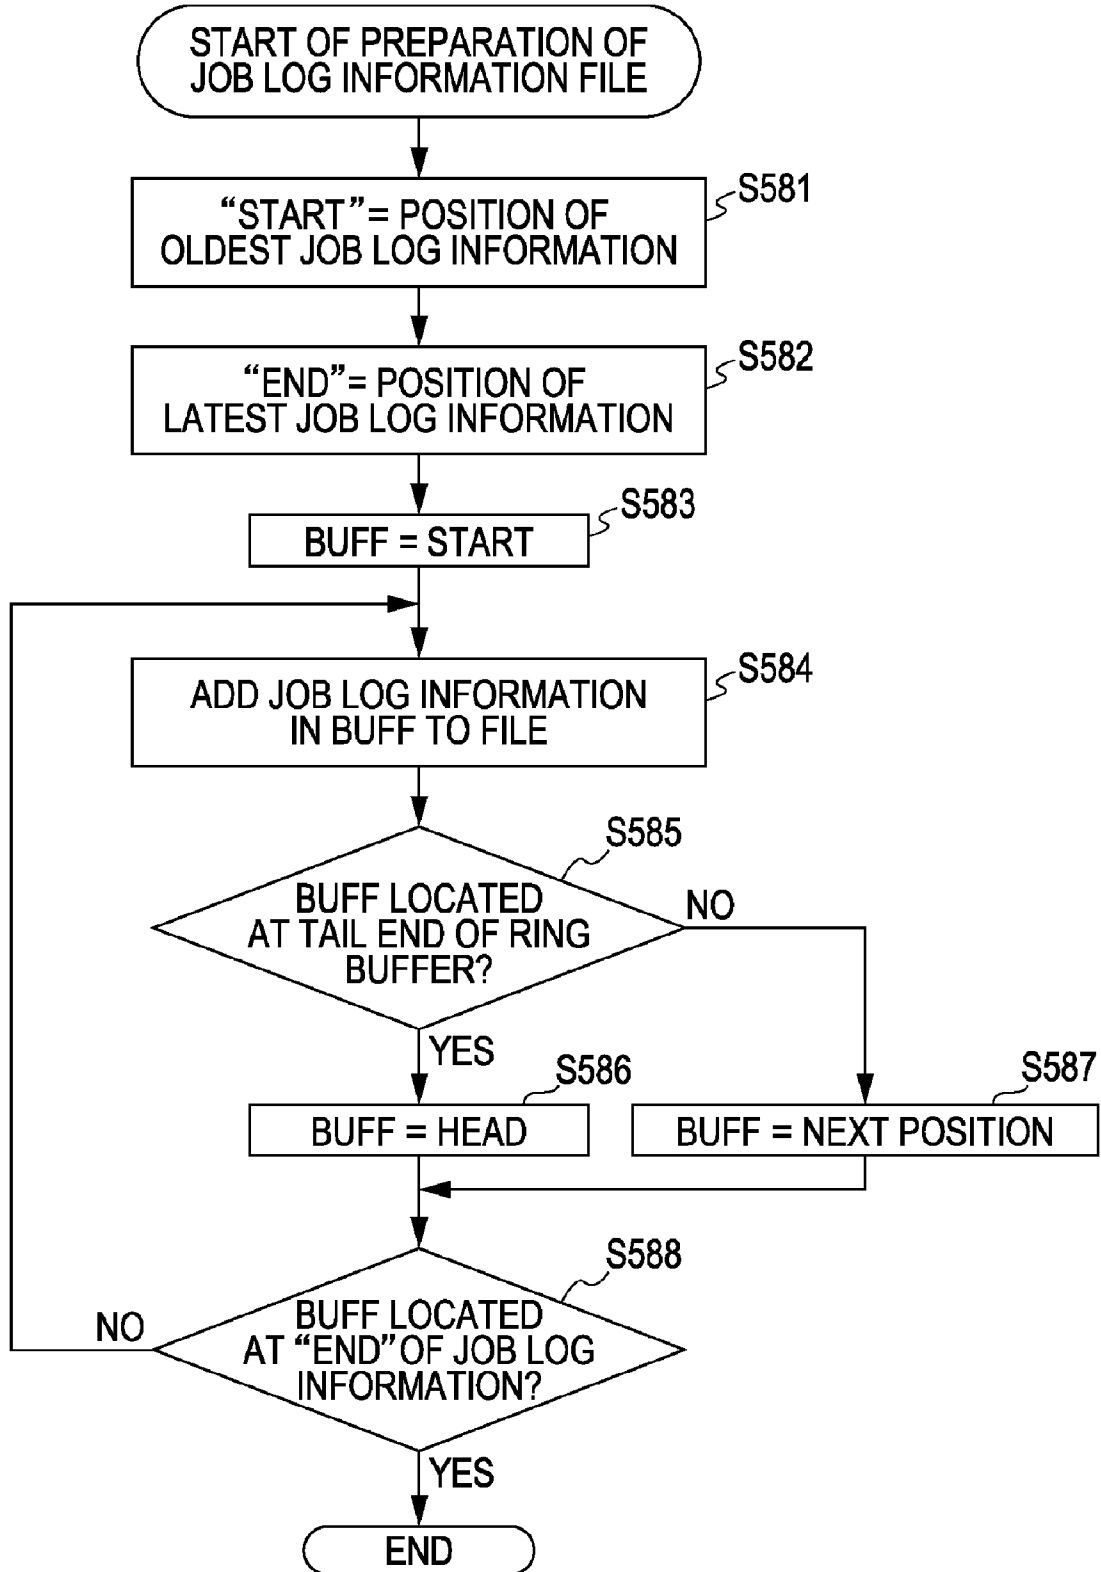 START OF PREPARATION OF
JOB LOG INFORMATION FILE
S581
“START”= POSITION OF
OLDEST JOB LOG INFORMATION
S582
“END”= POSITION OF
LATEST JOB LOG INFORMATION
S583
BUFF = START
S584
ADD JOB LOG INFORMATION
IN BUFF TO FILE
S585
BUFF LOCATED
AT TAIL END OF RING
BUFFER?
NO
YES
S586
BUFF = HEAD
S587
BUFF = NEXT POSITION
S588
BUFF LOCATED
AT “END”OF JOB LOG
INFORMATION?
NO
YES
END